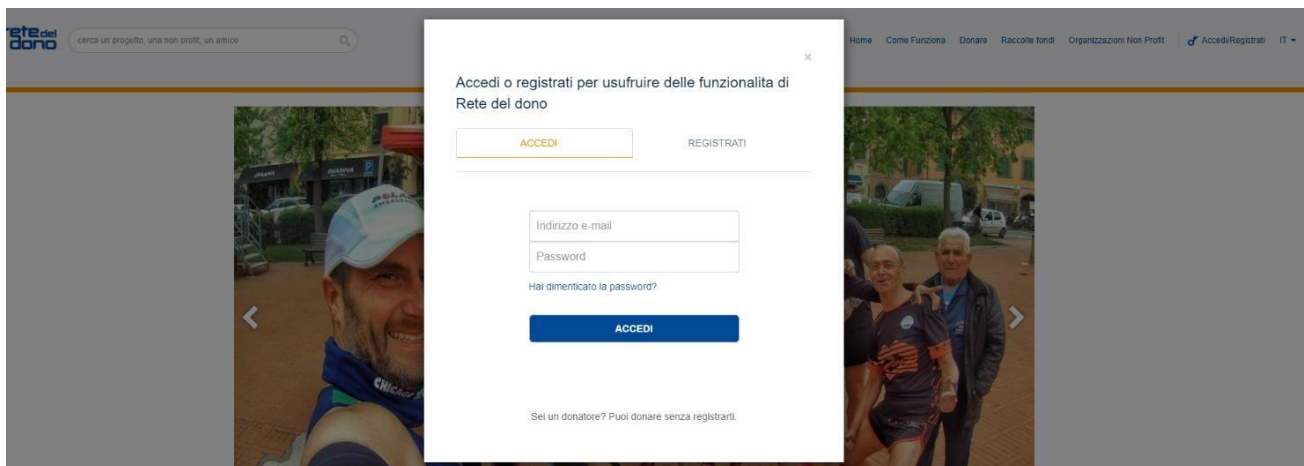 rete del
dono
cerca un progetto, una non profit, un amico
Home Come Funziona Donare Raccolte fondi Organizzazioni Non Profit Accedi/Registrati IT
×
Accedi o registrati per usufruire delle funzionalita di
Rete del dono
ACCEDI REGISTRATI
Indirizzo e-mail
Password
Hai dimenticato la password?
ACCEDI
Sei un donatore? Puoi donare senza registrarti.
P